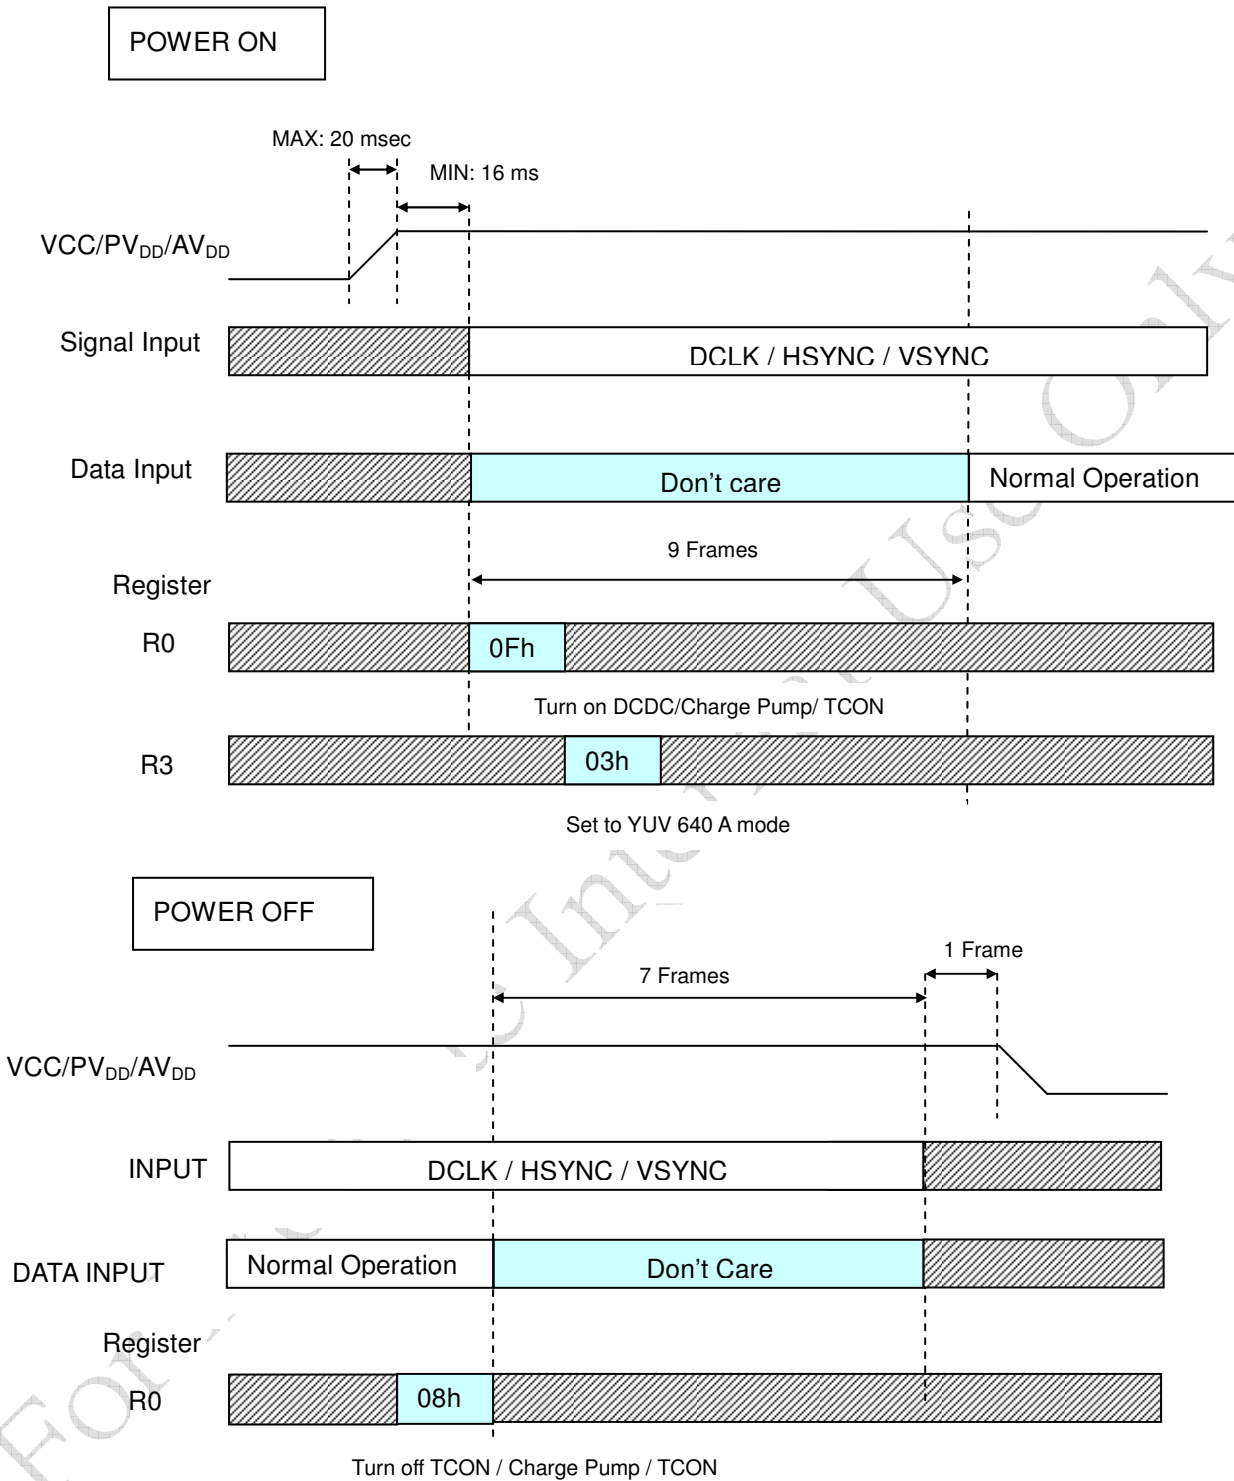 POWER ON
MAX: 20 msec
MIN: 16 ms
VCC/PVDD/AVDD
Signal Input
DCLK / HSYNC / VSYNC
Data Input
Don't care
Normal Operation
9 Frames
Register
R0
0Fh
Turn on DCDC/Charge Pump/ TCON
R3
03h
Set to YUV 640 A mode
POWER OFF
1 Frame
7 Frames
VCC/PVDD/AVDD
INPUT
DCLK / HSYNC / VSYNC
DATA INPUT
Normal Operation
Don't Care
Register
R0
08h
Turn off TCON / Charge Pump / TCON
For
Use Only